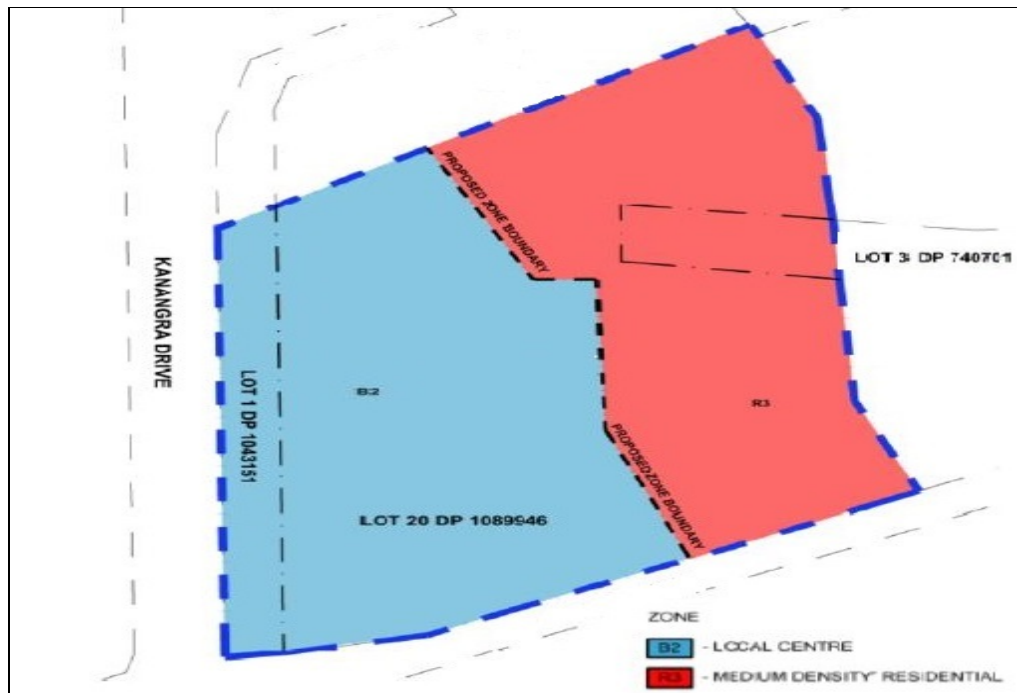 PROPOSED ZONE BOUNDARY
LOT 3 DP 740701
KANANGRA DRIVE
LOT 1 DP 1043151
B2
R3
PROPOSED ZONE BOUNDARY
LOT 20 DP 1089946
ZONE
B2 - LOCAL CENTRE
R3 - MEDIUM DENSITY RESIDENTIAL